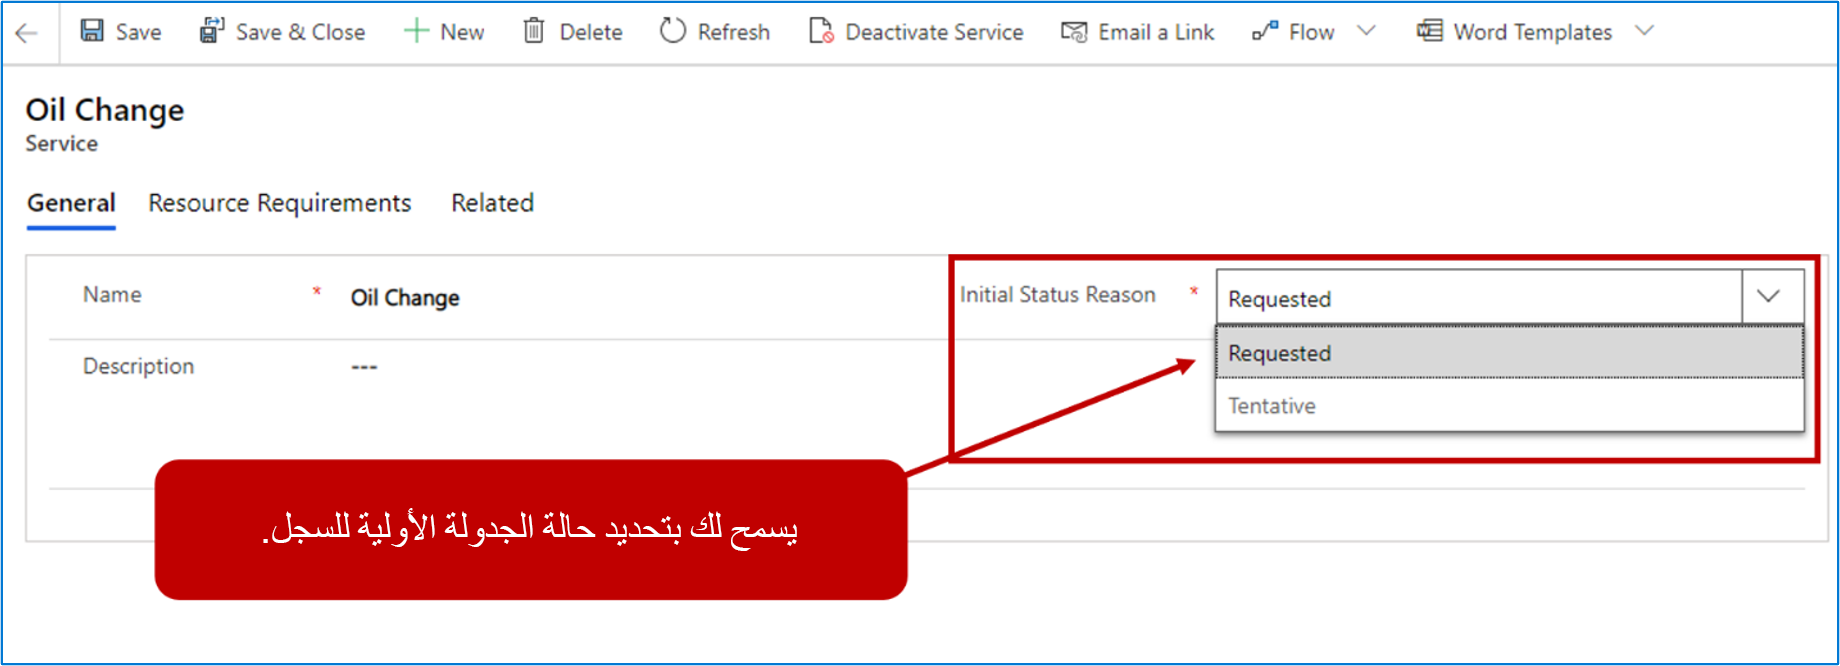 Save Save & Close New Delete Refresh Deactivate Service Email a Link Flow Word Templates
Oil Change
Service
General Resource Requirements Related
Name * Oil Change Initial Status Reason * Requested
Requested
Description ---
Tentative
يسمح لك بتحديد حالة الجدولة الأولية للسجل.